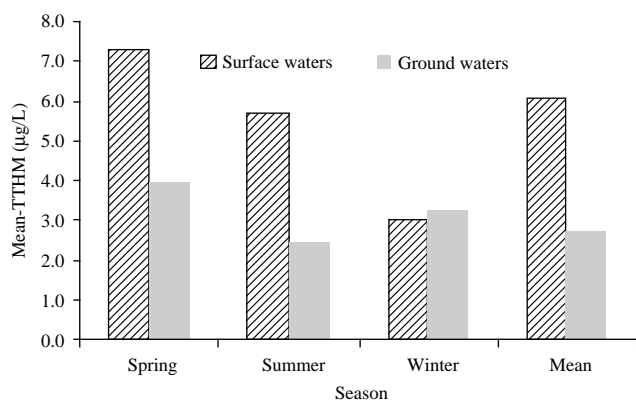 8.0
7.0
6.0
5.0
4.0
3.0
2.0
1.0
0.0
Mean-TTHM (µg/L)
Surface waters
Ground waters
Spring
Summer
Winter
Mean
Season